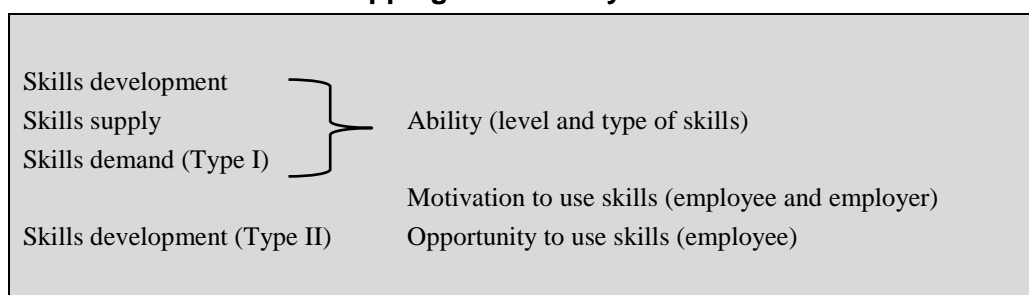 Skills development
Skills supply
Ability (level and type of skills)
Skills demand (Type I)
Motivation to use skills (employee and employer)
Skills development (Type II)
Opportunity to use skills (employee)